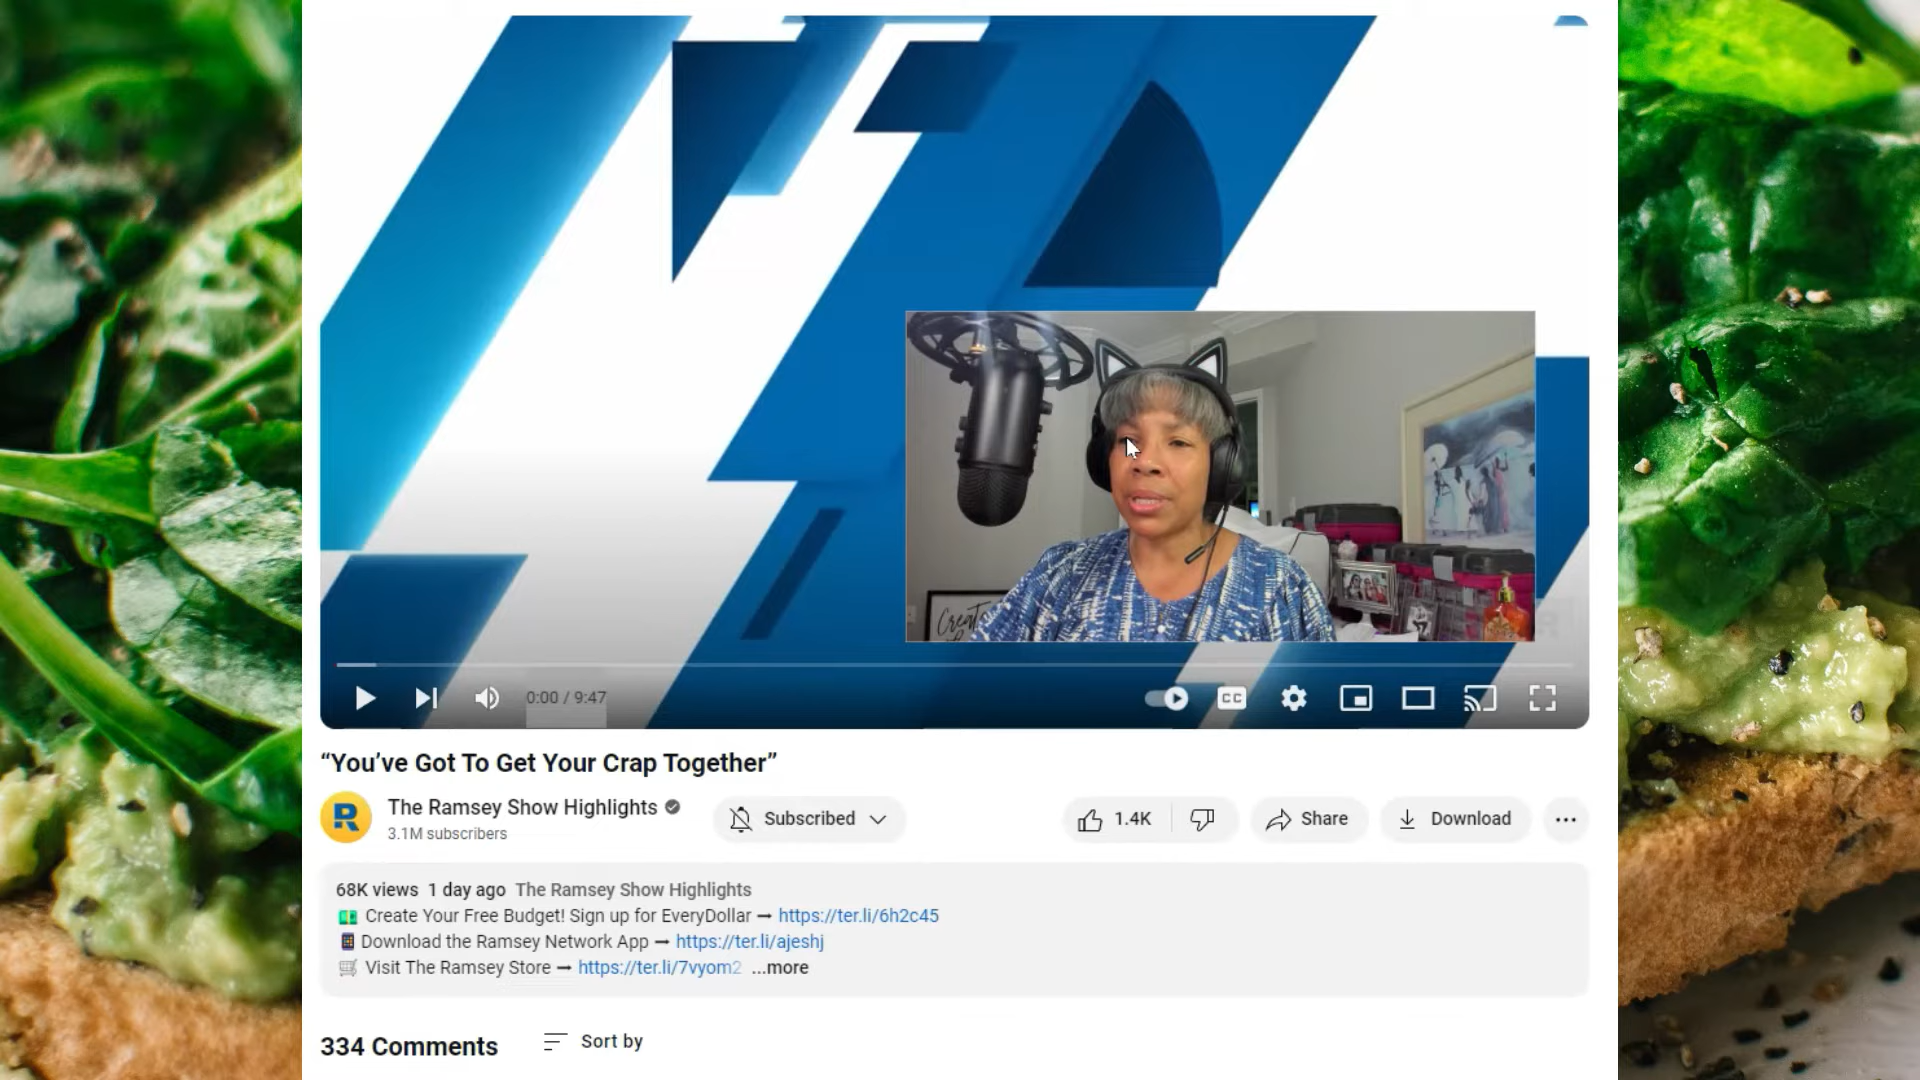 Creat
CC
0:00 / 9:47
“You’ve Got To Get Your Crap Together”
R
The Ramsey Show Highlights
3.1M subscribers
Subscribed
1.4K
Share
Download
68K views 1 day ago The Ramsey Show Highlights
Create Your Free Budget! Sign up for EveryDollar ➞ https://ter.li/6h2c45
Download the Ramsey Network App ➞ https://ter.li/ajeshj
Visit The Ramsey Store ➞ https://ter.li/7vyom2 ...more
334 Comments
Sort by